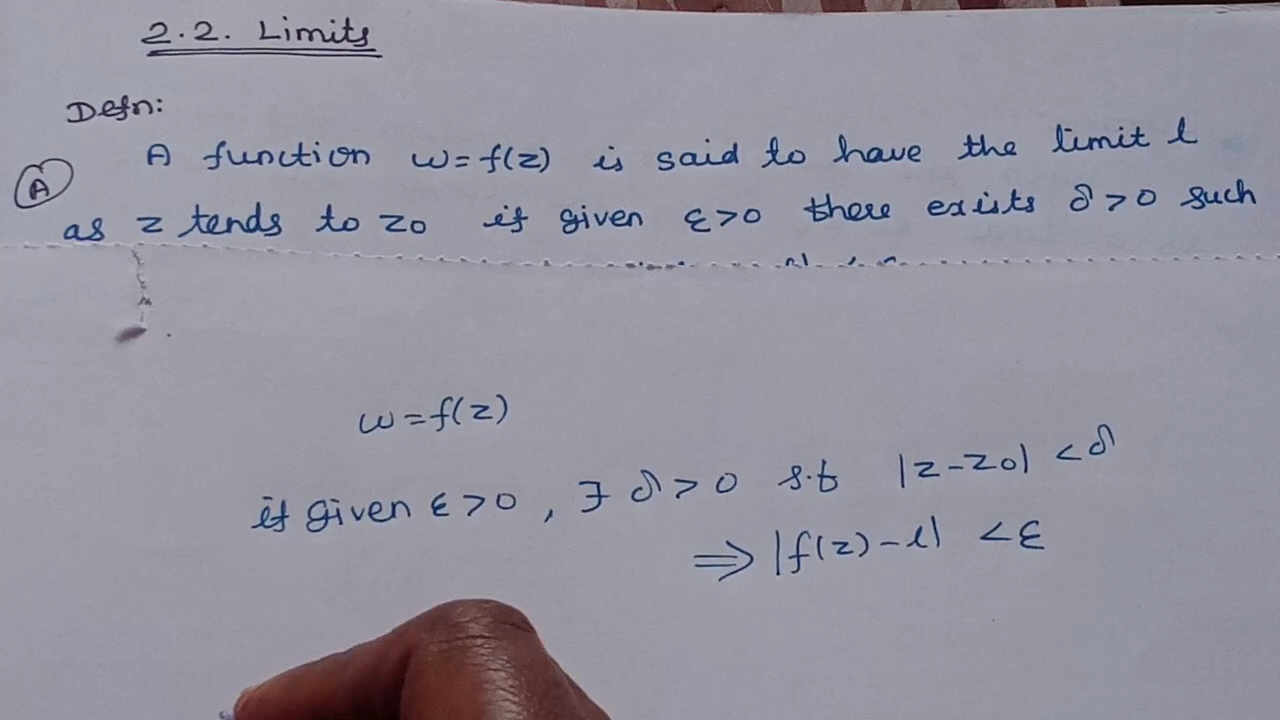 2.2. Limits
Defn:
A function w=f(z) is said to have the limit l
(A)
as z tends to z0 if given ε>0 there exists δ>0 such
w=f(z)
if given ε>0, ∃ δ>0 s.t |z-z0| <δ
⇒ |f(z)-l| <ε